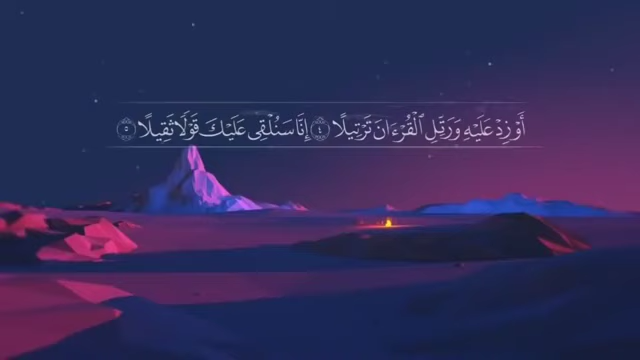 أَوْ زِدْ عَلَيْهِ وَرَتِّلِ ٱلْقُرْءَانَ تَرْتِيلًا ٤ إِنَّا سَنُلْقِى عَلَيْكَ قَوْلًا ثَقِيلًا ٥